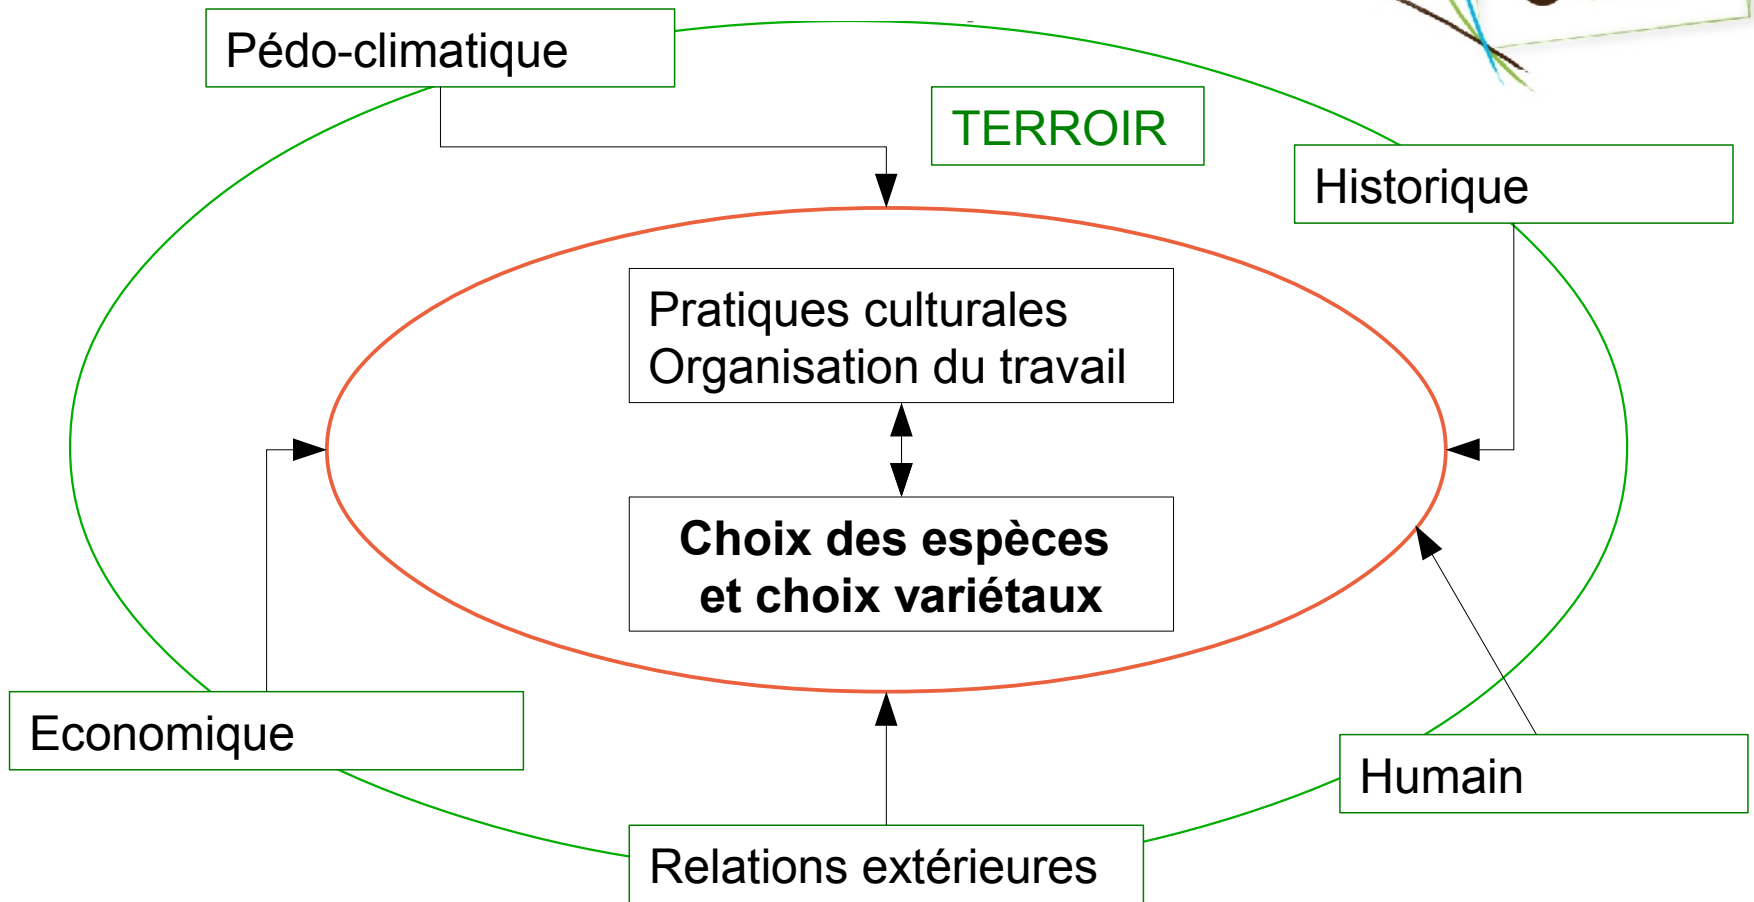 Pédo-climatique
TERROIR
Historique
Pratiques culturales
Organisation du travail
Choix des espèces
et choix variétaux
Economique
Humain
Relations extérieures